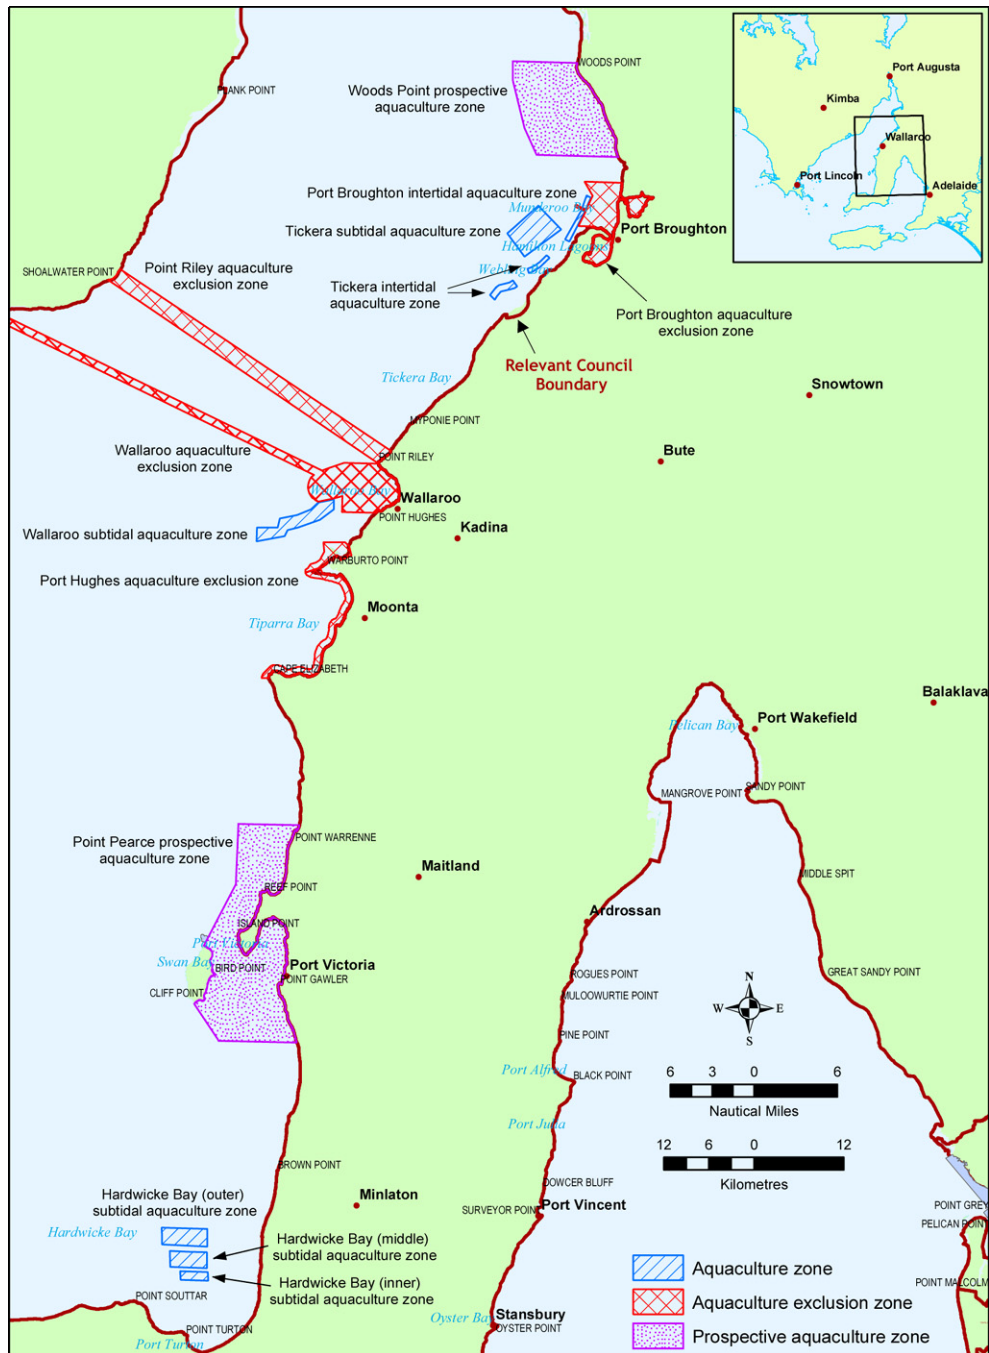 WOODS POINT
Woods Point prospective
aquaculture zone
PLANK POINT
Port Augusta
Kimba
Wallaroo
Port Lincoln
Adelaide
Port Broughton intertidal aquaculture zone
Munderoo Bay
Tickera subtidal aquaculture zone
Port Broughton
Hamilton Lagoons
Webling Bay
SHOALWATER POINT
Point Riley aquaculture
exclusion zone
Tickera intertidal
aquaculture zone
Port Broughton aquaculture
exclusion zone
Relevant Council
Boundary
Tickera Bay
Snowtown
MYPONIE POINT
Wallaroo aquaculture
exclusion zone
POINT RILEY
Bute
Wallaroo Bay
Wallaroo
POINT HUGHES
Wallaroo subtidal aquaculture zone
Kadina
WARBURTO POINT
Port Hughes aquaculture exclusion zone
Moonta
Tiparra Bay
CAPE ELIZABETH
Balaklava
Pelican Bay
Port Wakefield
MANGROVE POINT
SANDY POINT
Point Pearce prospective
aquaculture zone
POINT WARRENNE
Maitland
MIDDLE SPIT
REEF POINT
Ardrossan
ISLAND POINT
Port Victoria
Swan Bay
BIRD POINT
Port Victoria
POINT GAWLER
CLIFF POINT
ROGUES POINT
GREAT SANDY POINT
MULOOWURTIE POINT
N
W
E
S
PINE POINT
Port Alfred
BLACK POINT
6 3 0 6
Nautical Miles
Port Julia
12 6 0 12
Kilometres
BROWN POINT
DOWCER BLUFF
Minlaton
SURVEYOR POINT
Port Vincent
POINT GREY
PELICAN POINT
Hardwicke Bay (outer)
subtidal aquaculture zone
Hardwicke Bay
Hardwicke Bay (middle)
subtidal aquaculture zone
Hardwicke Bay (inner)
subtidal aquaculture zone
POINT SOUTTAR
POINT TURTON
Port Turton
Oyster Bay
Stansbury
OYSTER POINT
POINT MALCOLM
Aquaculture zone
Aquaculture exclusion zone
Prospective aquaculture zone